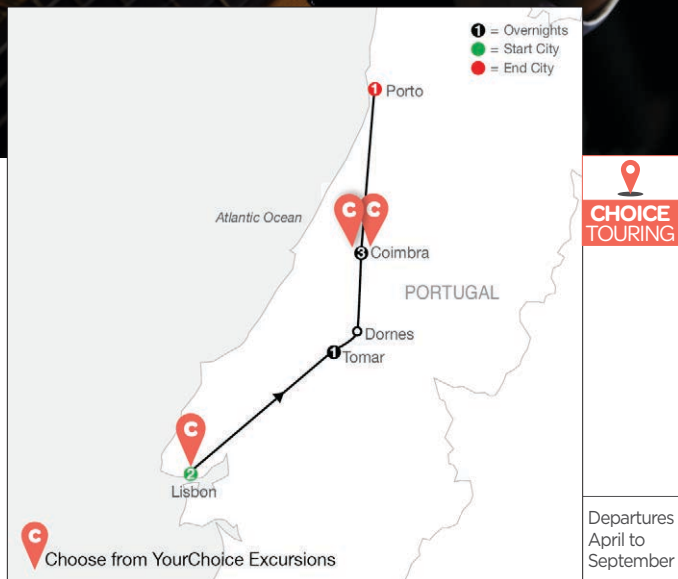 1 = Overnights
= Start City
= End City
1 Porto
Atlantic Ocean
C C
CHOICE
TOURING
3 Coimbra
PORTUGAL
Dornes
1 Tomar
C
2
Lisbon
C Choose from YourChoice Excursions
Departures
April to
September